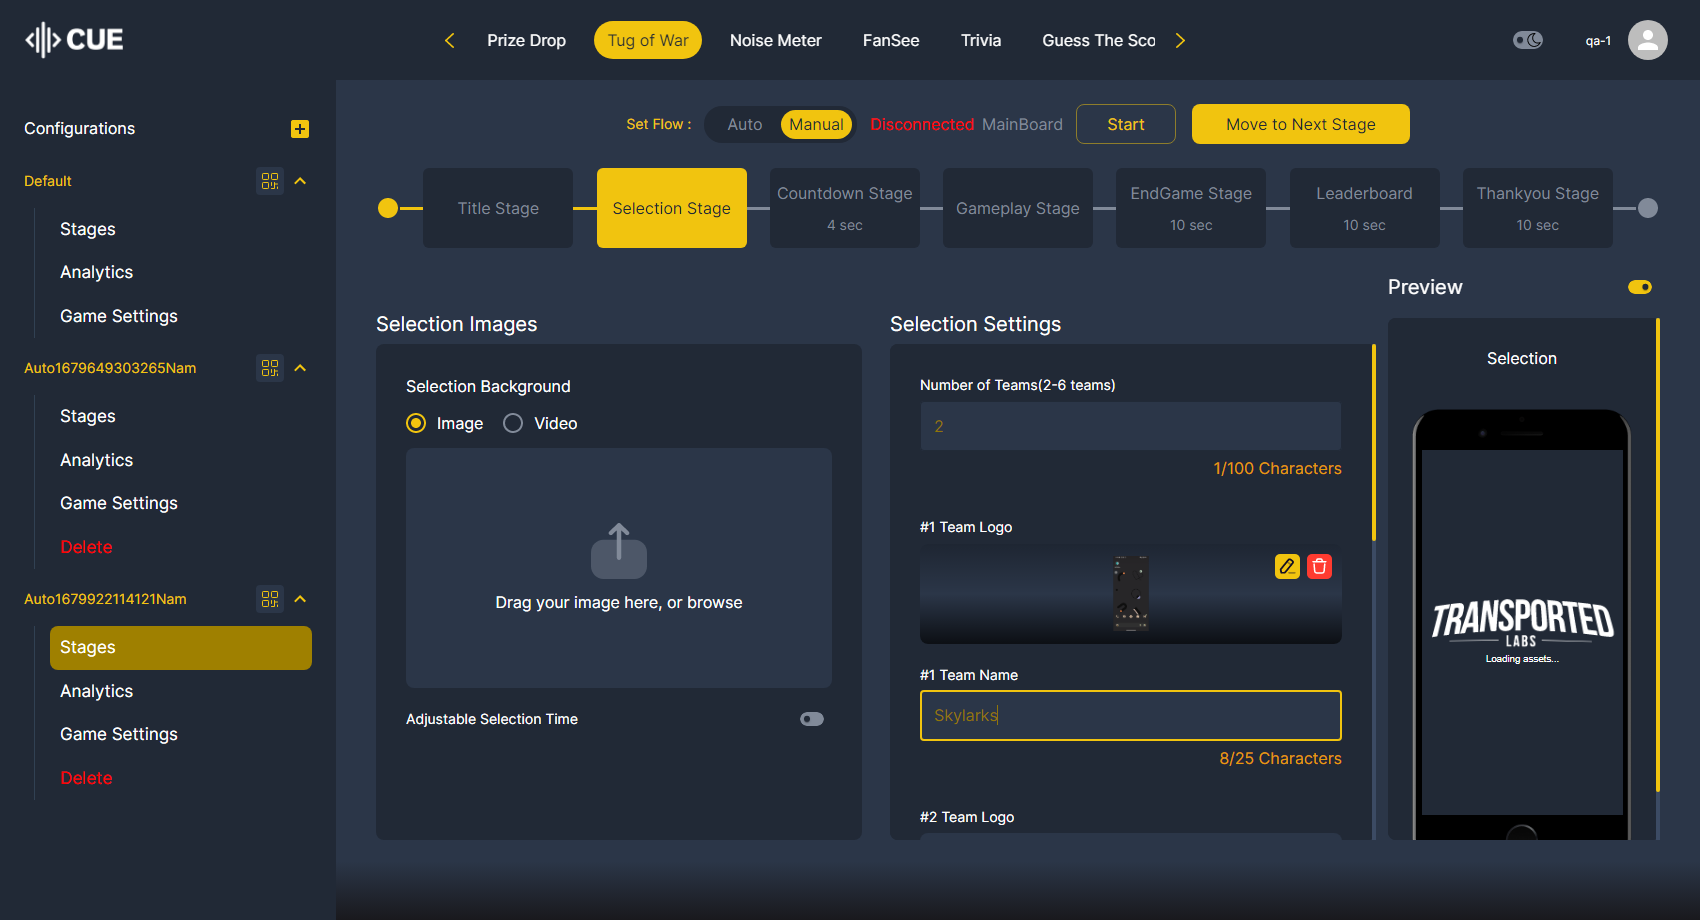 CUE
Prize Drop
Tug of War
Noise Meter
FanSee
Trivia
Guess The Sco
qa-1
Configurations
Default
Stages
Analytics
Game Settings
Auto1679649303265Nam
Stages
Analytics
Game Settings
Delete
Auto1679922114121Nam
Stages
Analytics
Game Settings
Delete
Set Flow :
Auto
Manual
Disconnected MainBoard
Start
Move to Next Stage
Title Stage
Selection Stage
Countdown Stage
4 sec
Gameplay Stage
EndGame Stage
10 sec
Leaderboard
10 sec
Thankyou Stage
10 sec
Selection Images
Selection Background
Image
Video
Drag your image here, or browse
Adjustable Selection Time
Selection Settings
Number of Teams(2-6 teams)
2
1/100 Characters
#1 Team Logo
#1 Team Name
Skylarks
8/25 Characters
#2 Team Logo
Preview
Selection
TRANSPORTED
LABS
Loading assets...